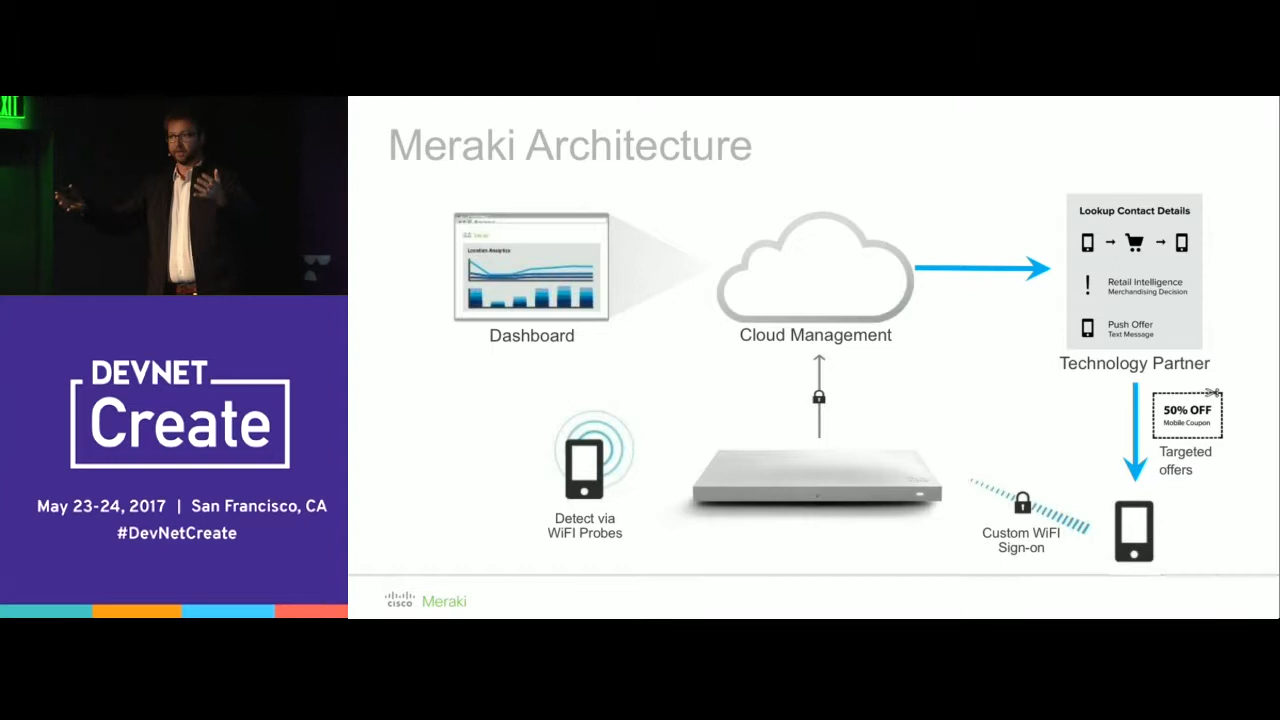 EXIT
DEVNET
Create
May 23-24, 2017 | San Francisco, CA
#DevNetCreate
Meraki Architecture
Location Analytics
Dashboard
Cloud Management
Lookup Contact Details
Retail Intelligence
Merchandising Decision
Push Offer
Text Message
Technology Partner
50% OFF
Mobile Coupon
Targeted
offers
Detect via
WiFI Probes
Custom WiFI
Sign-on
cisco Meraki